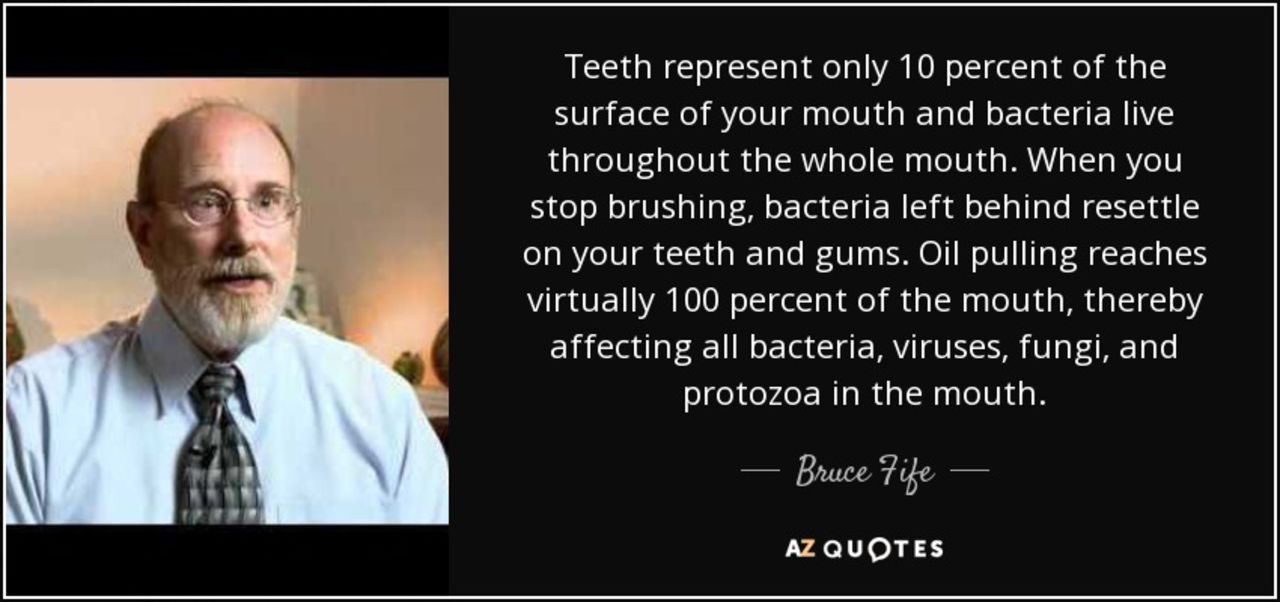 Teeth represent only 10 percent of the
surface of your mouth and bacteria live
throughout the whole mouth. When you
stop brushing, bacteria left behind resettle
on your teeth and gums. Oil pulling reaches
virtually 100 percent of the mouth, thereby
affecting all bacteria, viruses, fungi, and
protozoa in the mouth.
Bruce Fife
AZ QUOTES